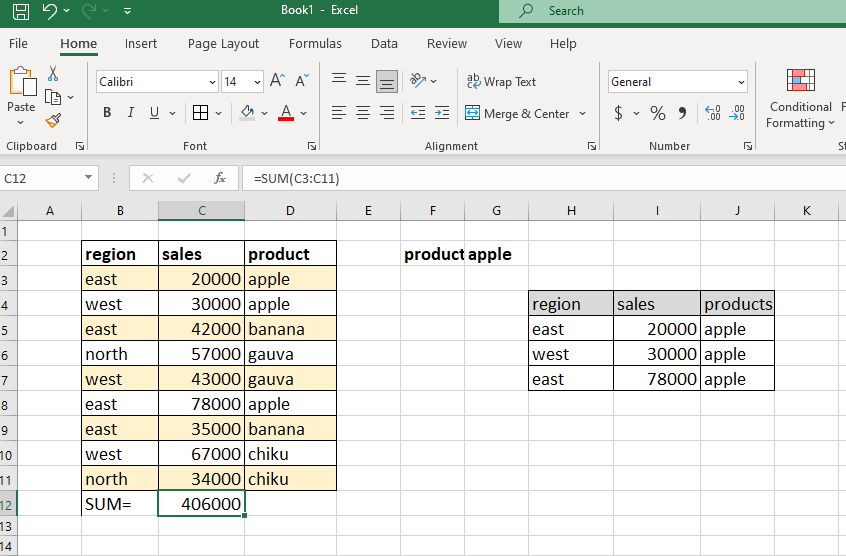 Book1 - Excel
Search
File Home Insert Page Layout Formulas Data Review View Help
Calibri 14 A^ A˅ ab Wrap Text General
Paste B I U A Merge & Center $ % , Conditional
Formatting
Clipboard Font Alignment Number St
C12 fx =SUM(C3:C11)
A B C D E F G H I J K
1
2 region sales product product apple
3 east 20000 apple
4 west 30000 apple region sales products
5 east 42000 banana east 20000 apple
6 north 57000 gauva west 30000 apple
7 west 43000 gauva east 78000 apple
8 east 78000 apple
9 east 35000 banana
10 west 67000 chiku
11 north 34000 chiku
12 SUM= 406000
13
14